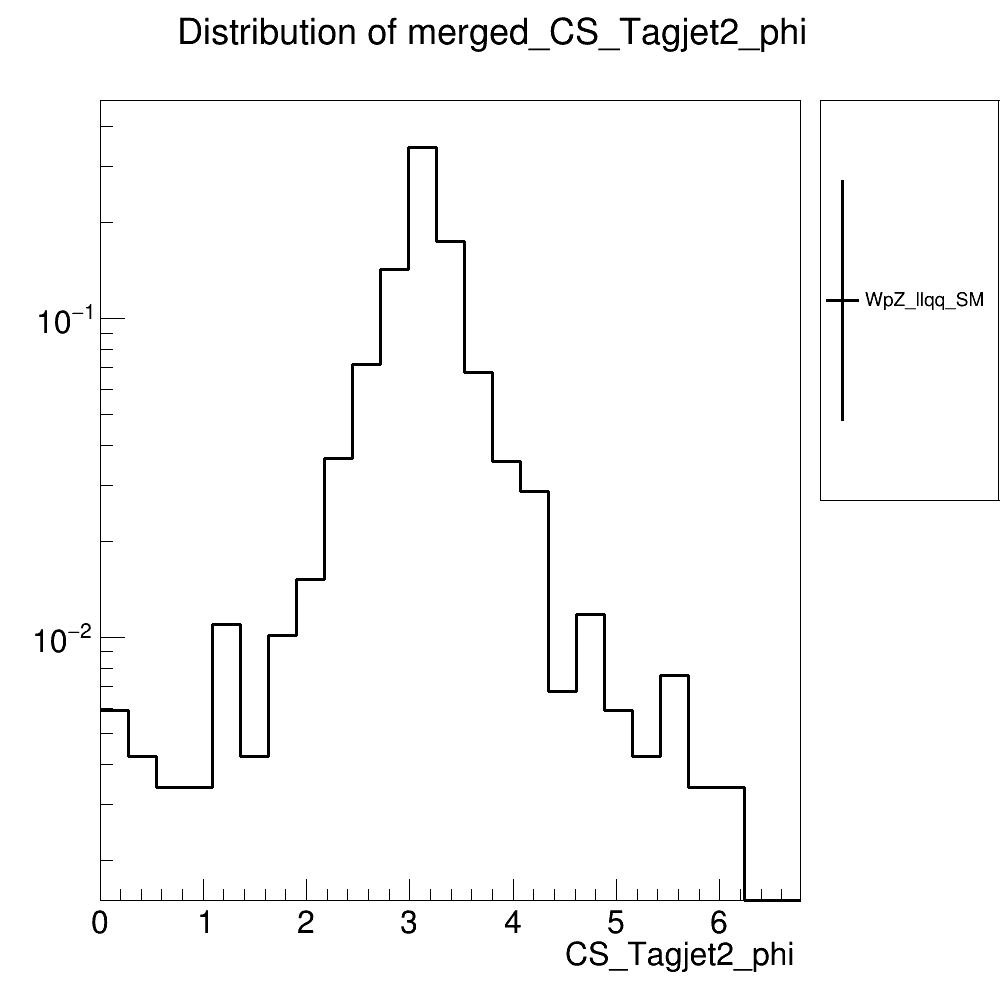 Distribution of merged_CS_Tagjet2_phi
10⁻¹
10⁻²
WpZ_llqq_SM
0 1 2 3 4 5 6
CS_Tagjet2_phi